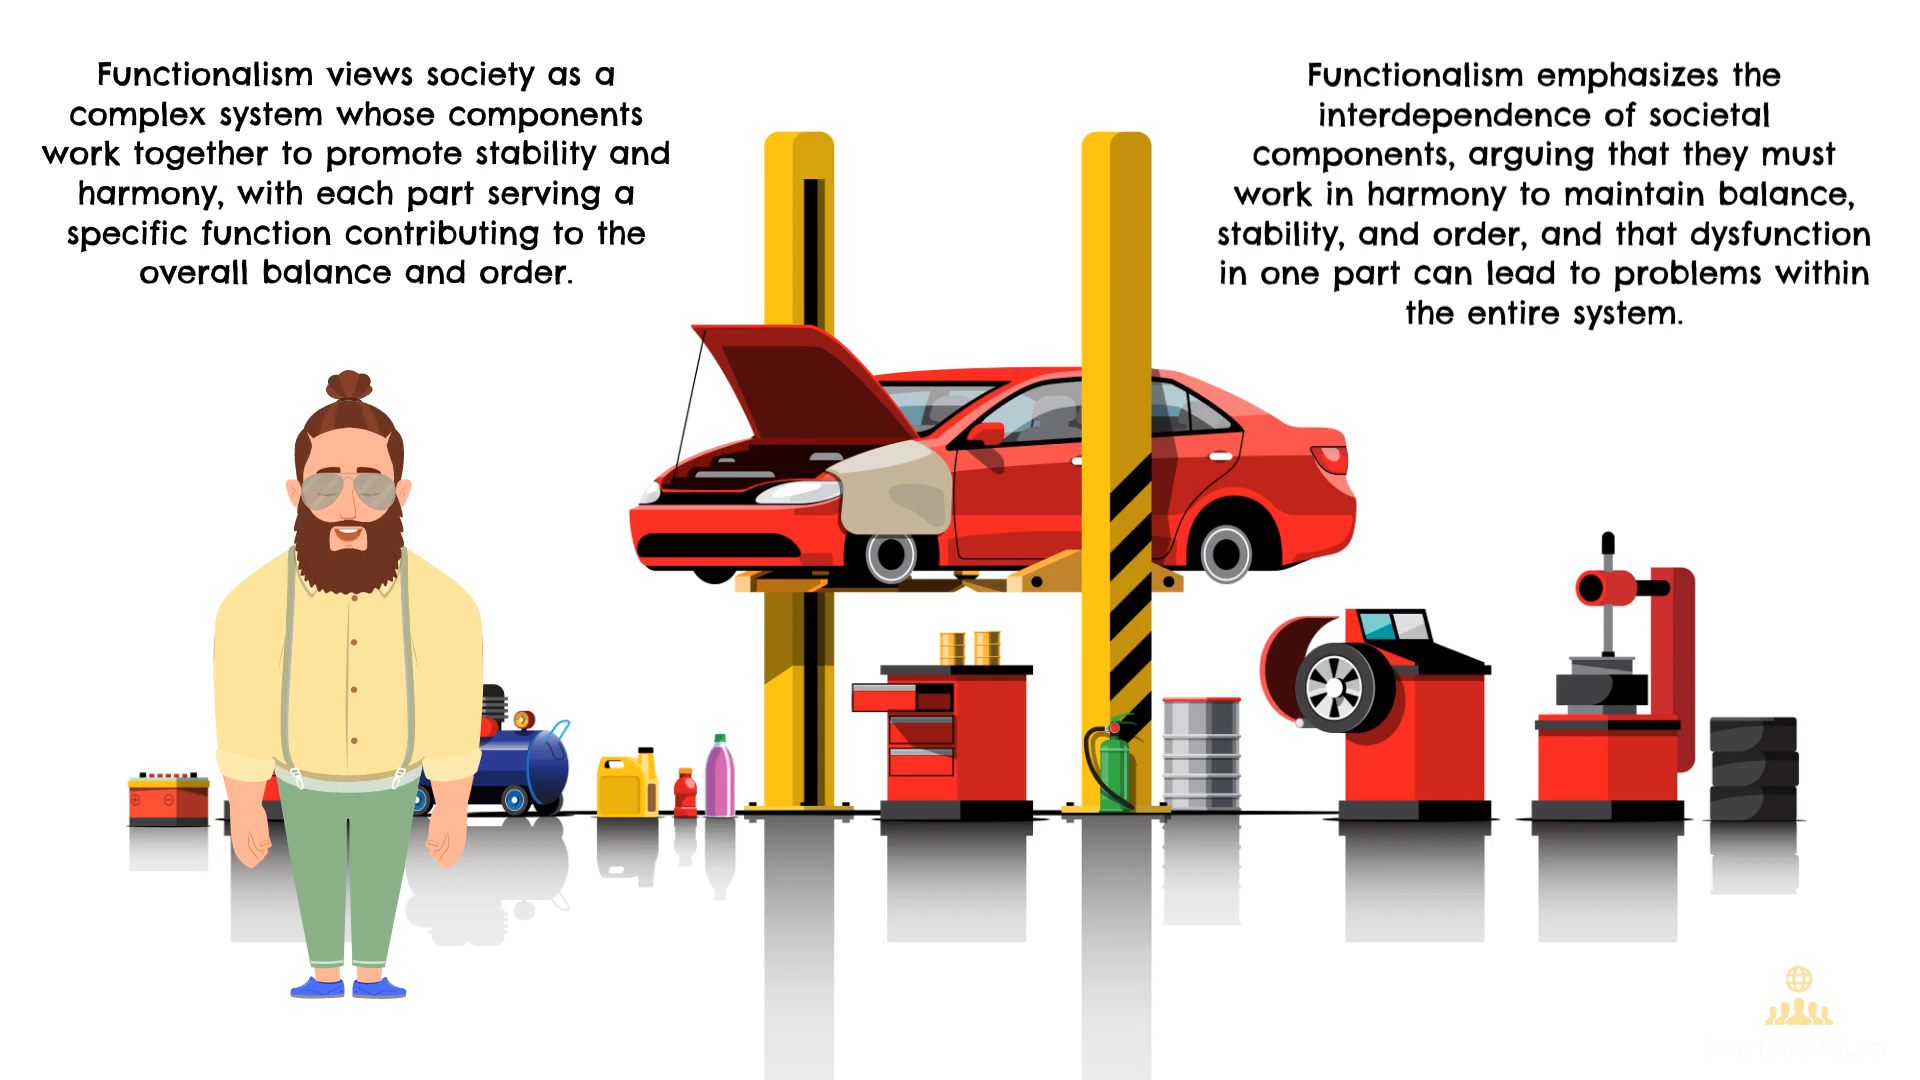 Functionalism views society as a
complex system whose components
work together to promote stability and
harmony, with each part serving a
specific function contributing to the
overall balance and order.
Functionalism emphasizes the
interdependence of societal
components, arguing that they must
work in harmony to maintain balance,
stability, and order, and that dysfunction
in one part can lead to problems within
the entire system.